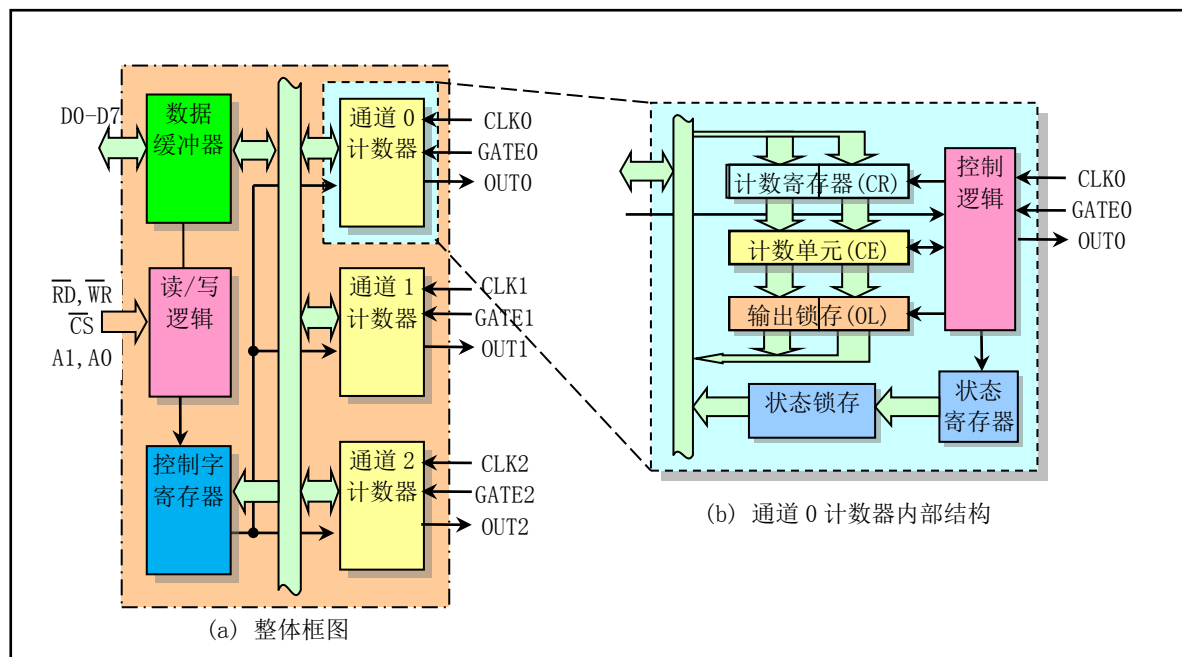 D0-D7
数据
缓冲器
通道 0
计数器
CLK0
GATE0
OUT0
R̅D̅,W̅R̅
C̅S̅
A1,A0
读/写
逻辑
通道 1
计数器
CLK1
GATE1
OUT1
控制字
寄存器
通道 2
计数器
CLK2
GATE2
OUT2
(a) 整体框图
计数寄存器(CR)
计数单元(CE)
输出锁存(OL)
控制
逻辑
CLK0
GATE0
OUT0
状态锁存
状态
寄存器
(b) 通道 0 计数器内部结构